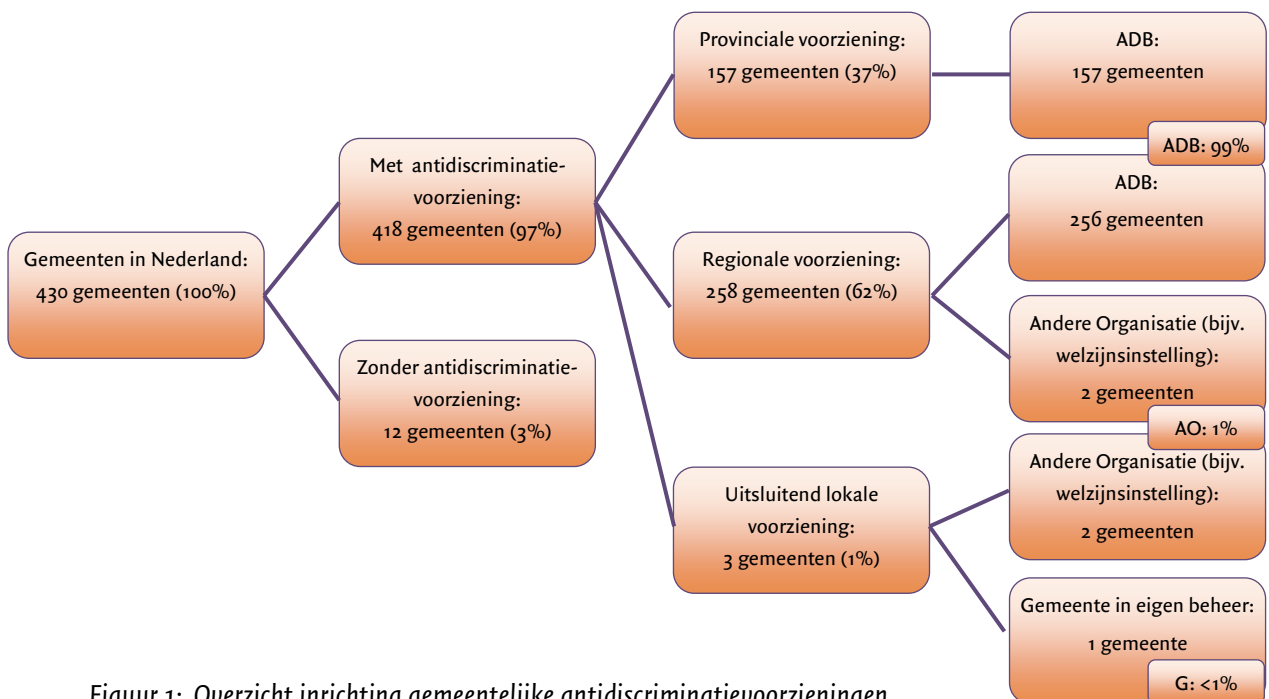 Gemeenten in Nederland:
430 gemeenten (100%)
Met antidiscriminatie-
voorziening:
418 gemeenten (97%)
Zonder antidiscriminatie-
voorziening:
12 gemeenten (3%)
Provinciale voorziening:
157 gemeenten (37%)
Regionale voorziening:
258 gemeenten (62%)
Uitsluitend lokale
voorziening:
3 gemeenten (1%)
ADB:
157 gemeenten
ADB: 99%
ADB:
256 gemeenten
Andere Organisatie (bijv.
welzijnsinstelling):
2 gemeenten
AO: 1%
Andere Organisatie (bijv.
welzijnsinstelling):
2 gemeenten
Gemeente in eigen beheer:
1 gemeente
G: <1%
Figuur 1: Overzicht inrichting gemeentelijke antidiscriminatievoorzieningen